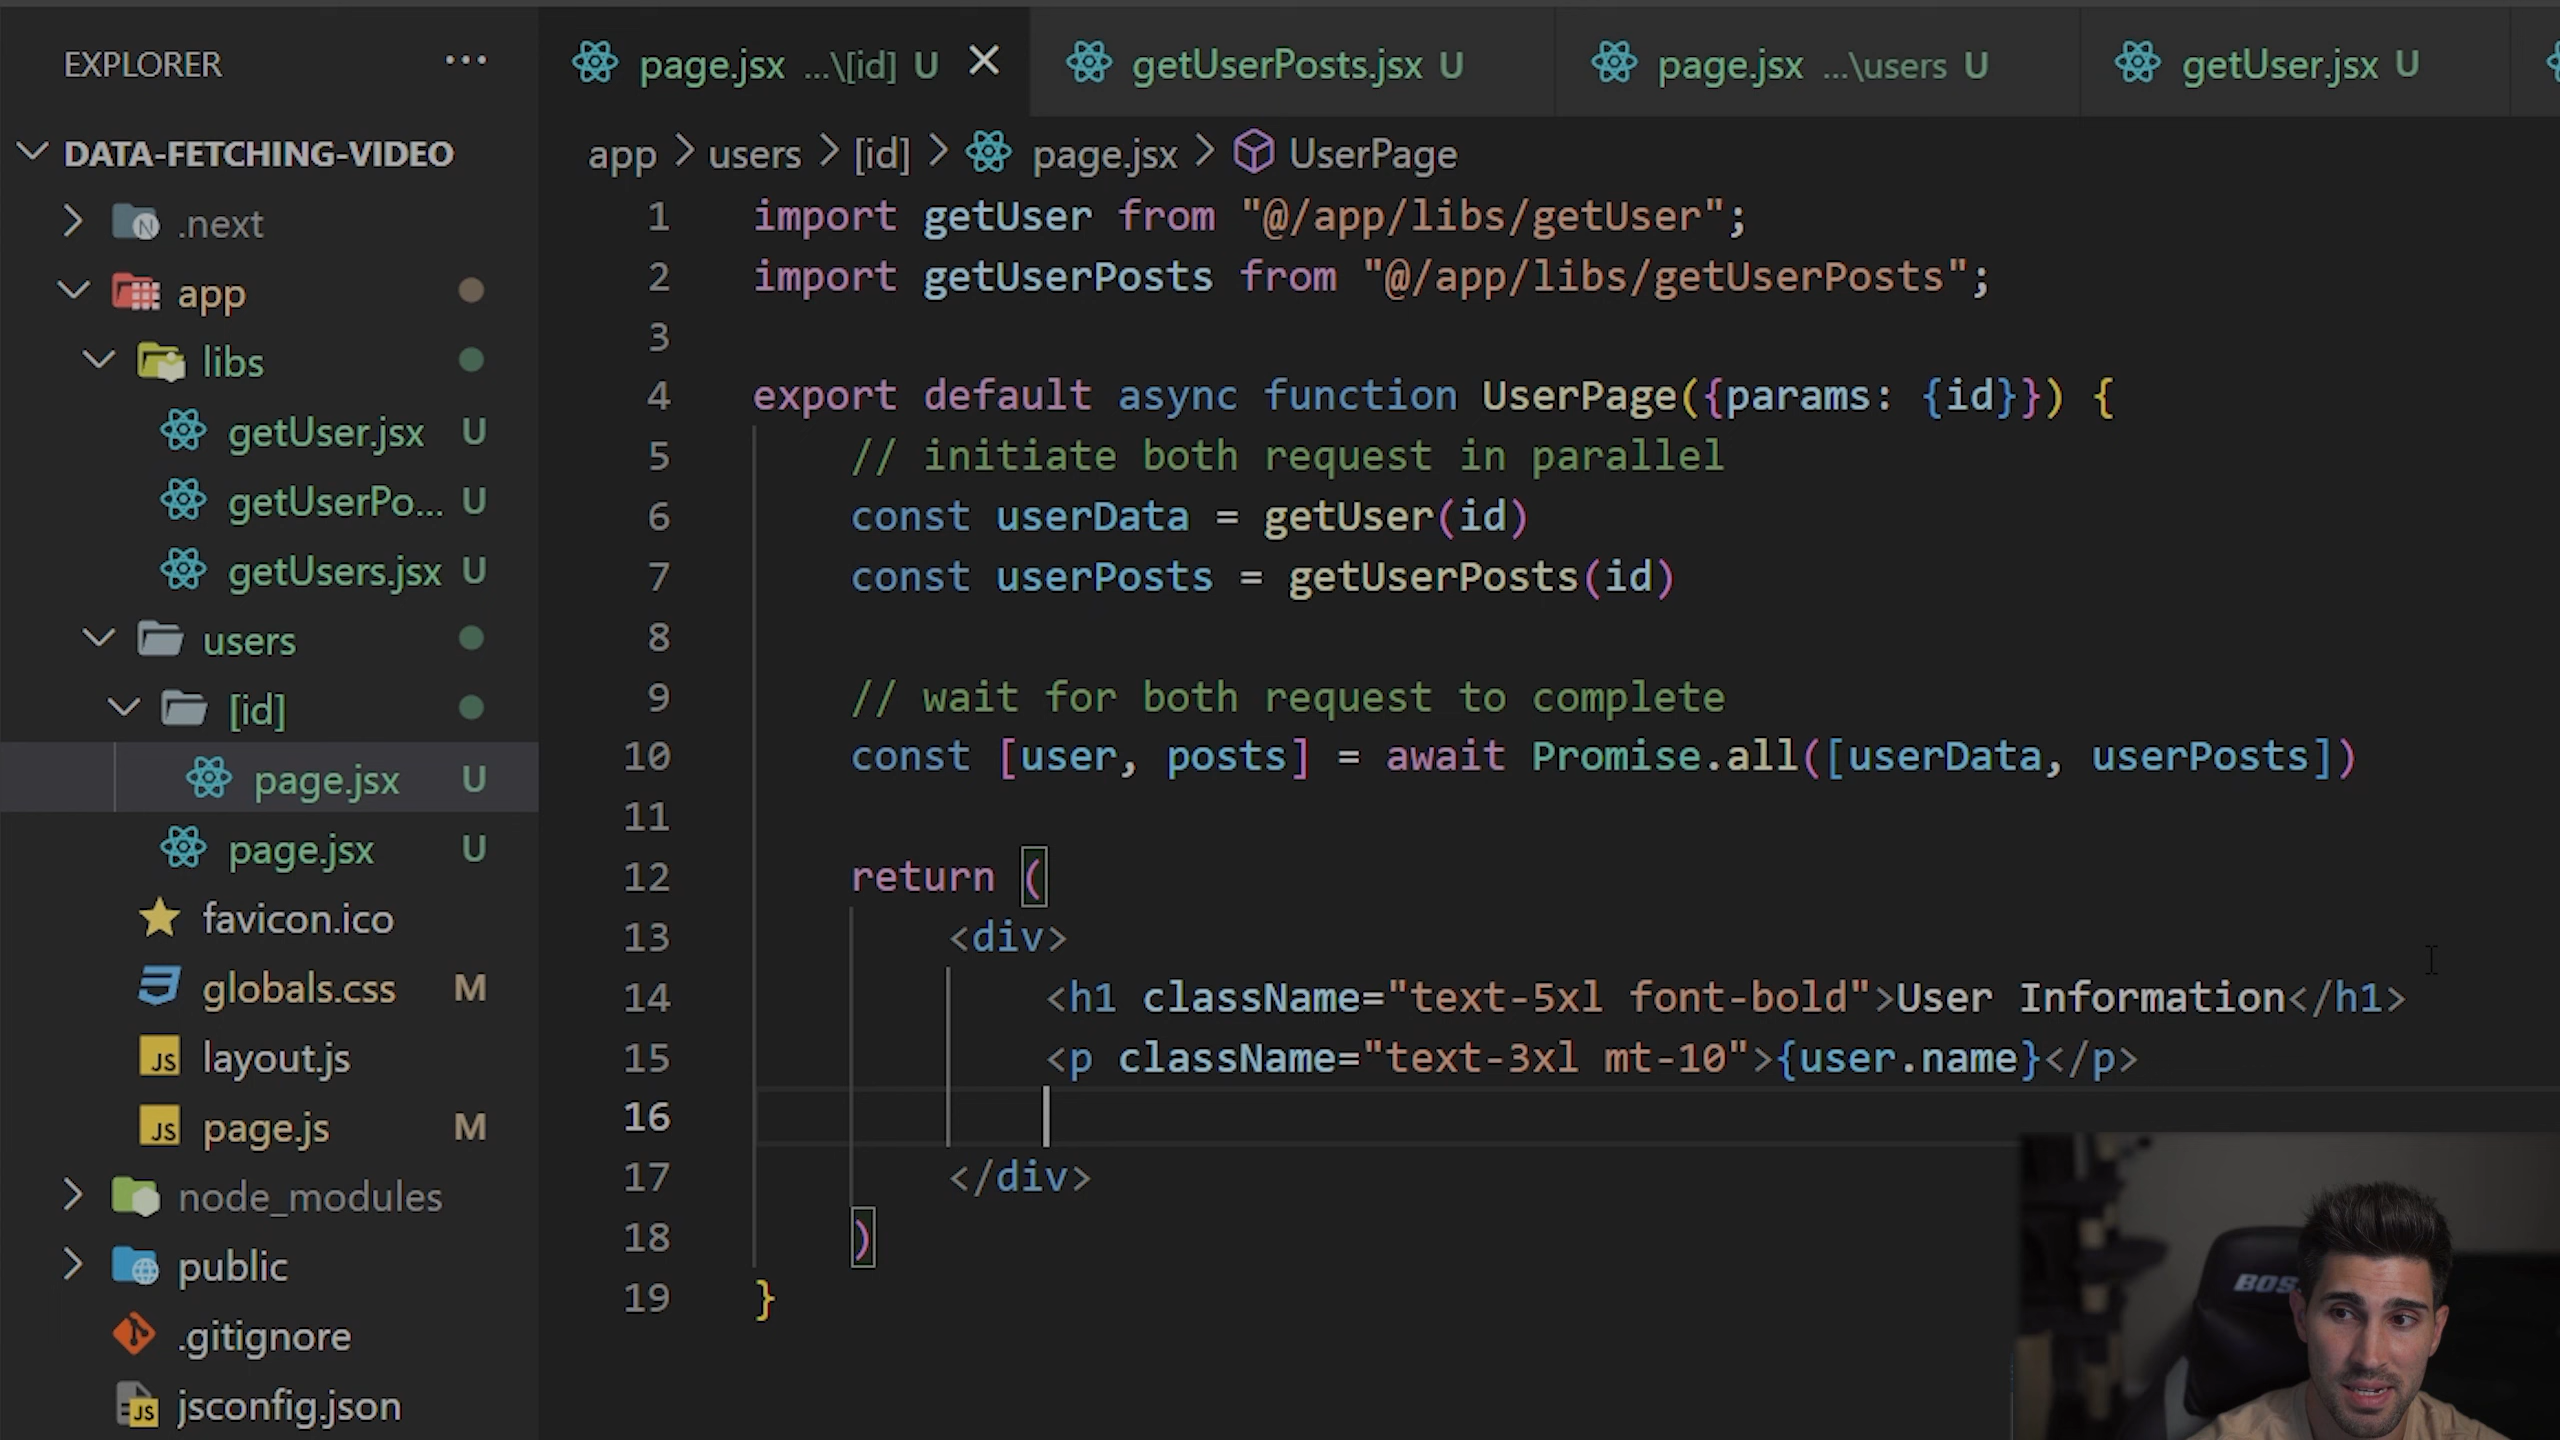 EXPLORER ...
page.jsx ...\[id] U
getUserPosts.jsx U
page.jsx ...\users U
getUser.jsx U
DATA-FETCHING-VIDEO
app > users > [id] > page.jsx > UserPage
.next
app
libs
getUser.jsx U
getUserPo... U
getUsers.jsx U
users
[id]
page.jsx U
page.jsx U
favicon.ico
globals.css M
JS layout.js
JS page.js M
node_modules
public
.gitignore
JS jsconfig.json
1 import getUser from "@/app/libs/getUser";
2 import getUserPosts from "@/app/libs/getUserPosts";
3
4 export default async function UserPage({params: {id}}) {
5 // initiate both request in parallel
6 const userData = getUser(id)
7 const userPosts = getUserPosts(id)
8
9 // wait for both request to complete
10 const [user, posts] = await Promise.all([userData, userPosts])
11
12 return (
13 <div>
14 <h1 className="text-5xl font-bold">User Information</h1>
15 <p className="text-3xl mt-10">{user.name}</p>
16
17 </div>
18 )
19 }